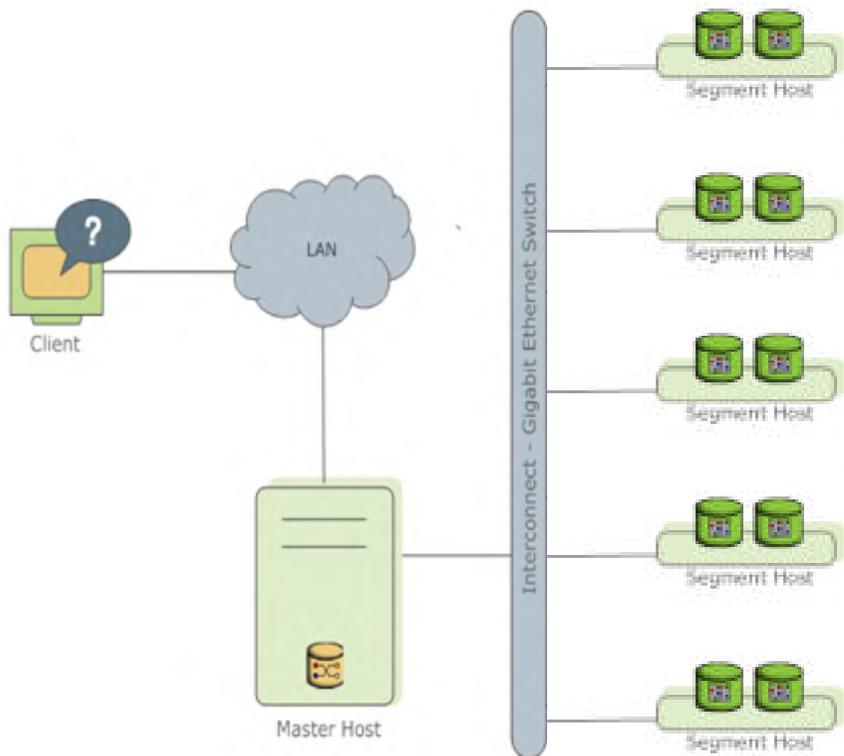 Segment Host
Segment Host
Segment Host
Segment Host
Segment Host
Interconnect - Gigabit Ethernet Switch
?
LAN
Client
Master Host